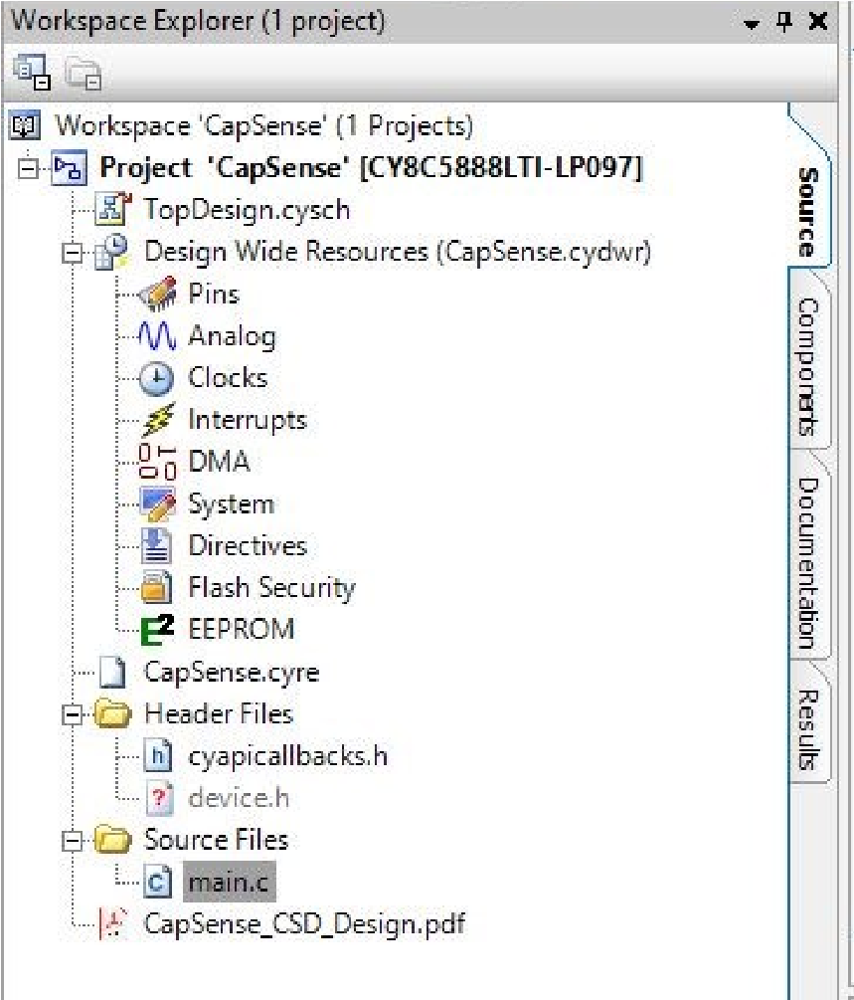 Workspace Explorer (1 project)
Workspace 'CapSense' (1 Projects)
Project 'CapSense' [CY8C5888LTI-LP097]
TopDesign.cysch
Design Wide Resources (CapSense.cydwr)
Pins
Analog
Clocks
Interrupts
DMA
System
Directives
Flash Security
EEPROM
CapSense.cyre
Header Files
cyapicallbacks.h
device.h
Source Files
main.c
CapSense_CSD_Design.pdf
Source
Components
Documentation
Results